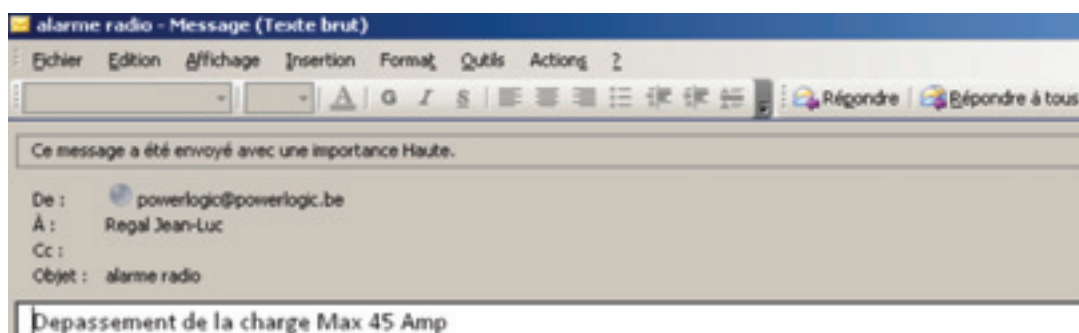 alarme radio - Message (Texte brut)
Fichier Edition Affichage Insertion Format Outils Actions ?
A G I S Répondre Répondre à tous
Ce message a été envoyé avec une importance Haute.
De : powerlogic@powerlogic.be
À : Regal Jean-Luc
Cc :
Objet : alarme radio
Depassement de la charge Max 45 Amp